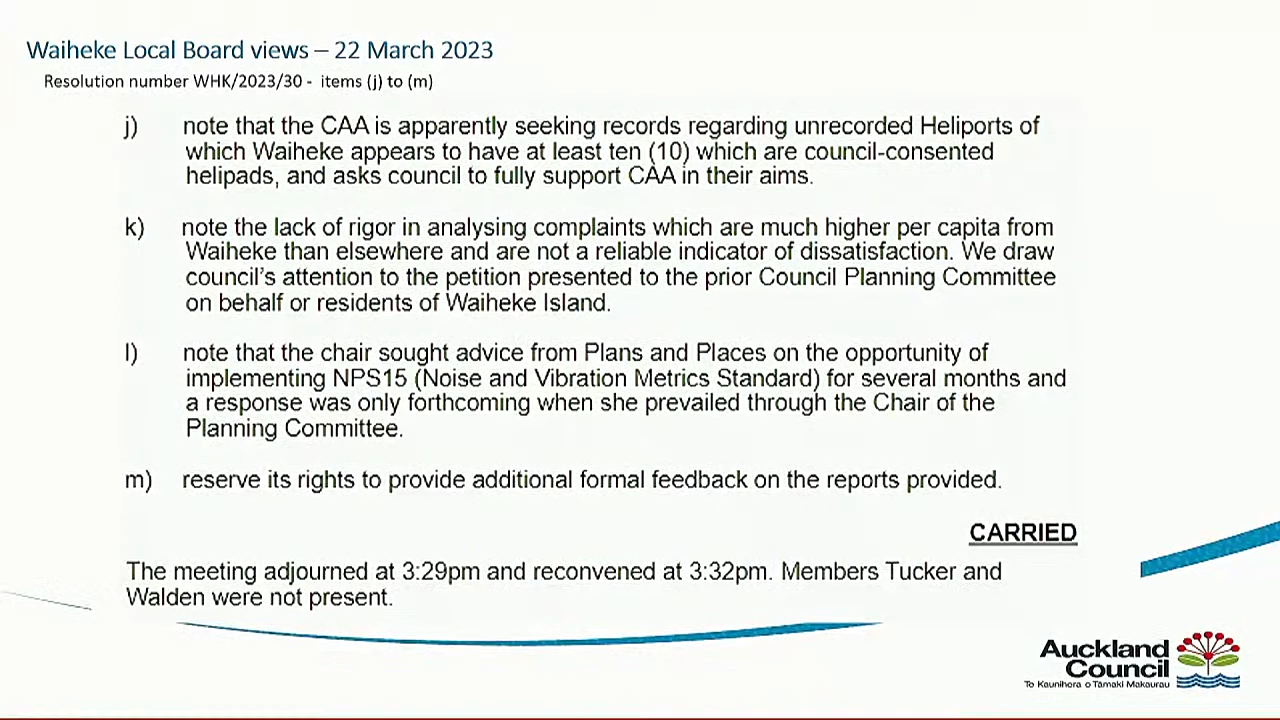 Waiheke Local Board views – 22 March 2023
Resolution number WHK/2023/30 - items (j) to (m)
j) note that the CAA is apparently seeking records regarding unrecorded Heliports of
which Waiheke appears to have at least ten (10) which are council-consented
helipads, and asks council to fully support CAA in their aims.
k) note the lack of rigor in analysing complaints which are much higher per capita from
Waiheke than elsewhere and are not a reliable indicator of dissatisfaction. We draw
council's attention to the petition presented to the prior Council Planning Committee
on behalf or residents of Waiheke Island.
l) note that the chair sought advice from Plans and Places on the opportunity of
implementing NPS15 (Noise and Vibration Metrics Standard) for several months and
a response was only forthcoming when she prevailed through the Chair of the
Planning Committee.
m) reserve its rights to provide additional formal feedback on the reports provided.
CARRIED
The meeting adjourned at 3:29pm and reconvened at 3:32pm. Members Tucker and
Walden were not present.
Auckland
Council
Te Kaunihera o Tāmaki Makaurau